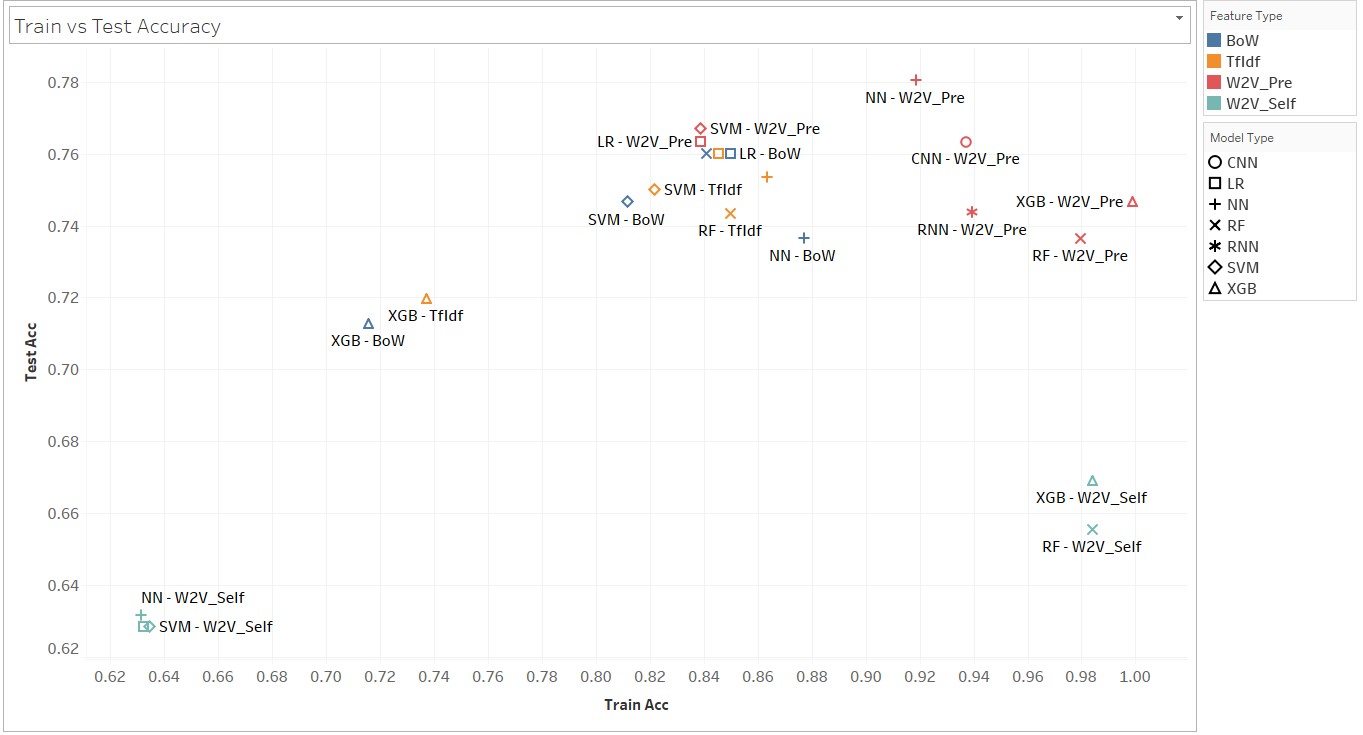 Train vs Test Accuracy
Feature Type
BoW
TfIdf
W2V_Pre
W2V_Self
Model Type
CNN
LR
NN
RF
RNN
SVM
XGB
Test Acc
0.78
0.76
0.74
0.72
0.70
0.68
0.66
0.64
0.62
NN - W2V_Pre
SVM - W2V_Pre
LR - W2V_Pre
LR - BoW
CNN - W2V_Pre
SVM - TfIdf
SVM - BoW
RF - TfIdf
NN - BoW
XGB - W2V_Pre
RNN - W2V_Pre
RF - W2V_Pre
XGB - TfIdf
XGB - BoW
XGB - W2V_Self
RF - W2V_Self
NN - W2V_Self
SVM - W2V_Self
0.62 0.64 0.66 0.68 0.70 0.72 0.74 0.76 0.78 0.80 0.82 0.84 0.86 0.88 0.90 0.92 0.94 0.96 0.98 1.00
Train Acc